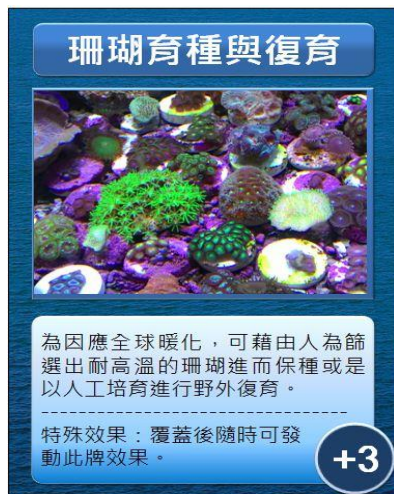 珊瑚育種與復育
為因應全球暖化，可藉由人為篩
選出耐高溫的珊瑚進而保種或是
以人工培育進行野外復育。
--------------------------------
特殊效果：覆蓋後隨時可發
動此牌效果。
+3